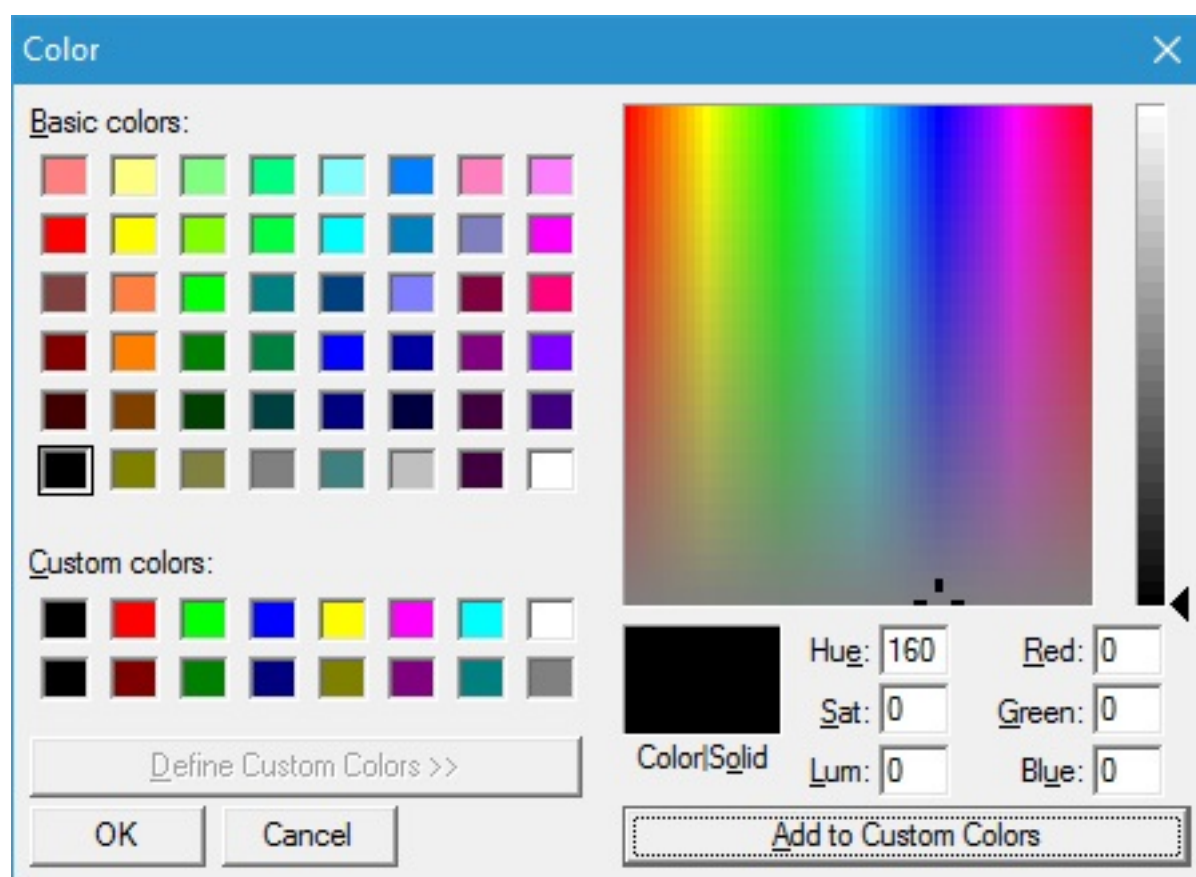 Color
Basic colors:
Custom colors:
Define Custom Colors >>
OK
Cancel
Color|Solid
Hue: 160
Sat: 0
Lum: 0
Red: 0
Green: 0
Blue: 0
Add to Custom Colors